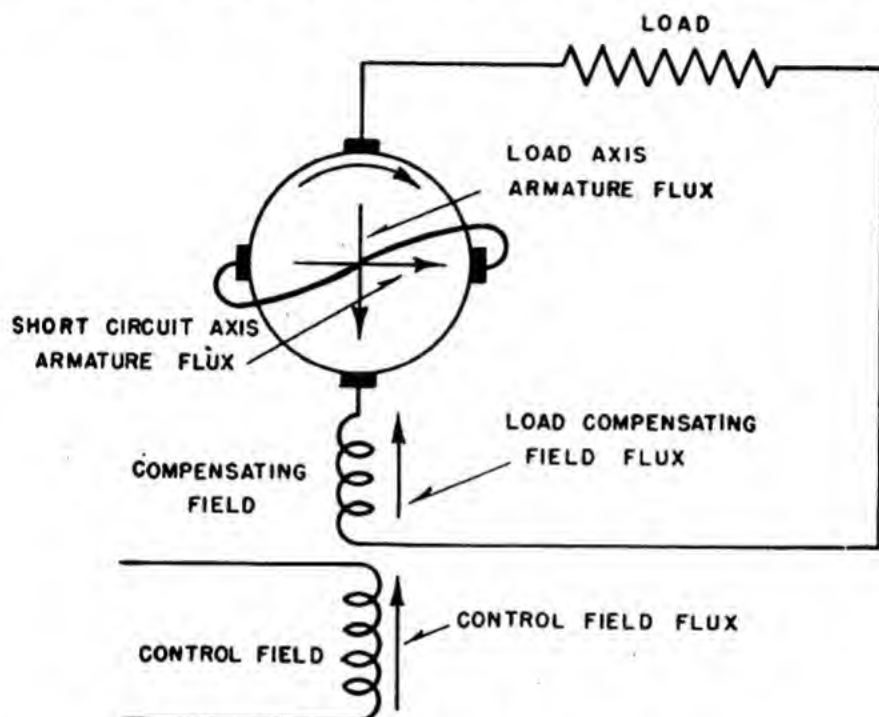 LOAD
LOAD AXIS
ARMATURE FLUX
SHORT CIRCUIT AXIS
ARMATURE FLUX
LOAD COMPENSATING
FIELD FLUX
COMPENSATING
FIELD
CONTROL FIELD FLUX
CONTROL FIELD